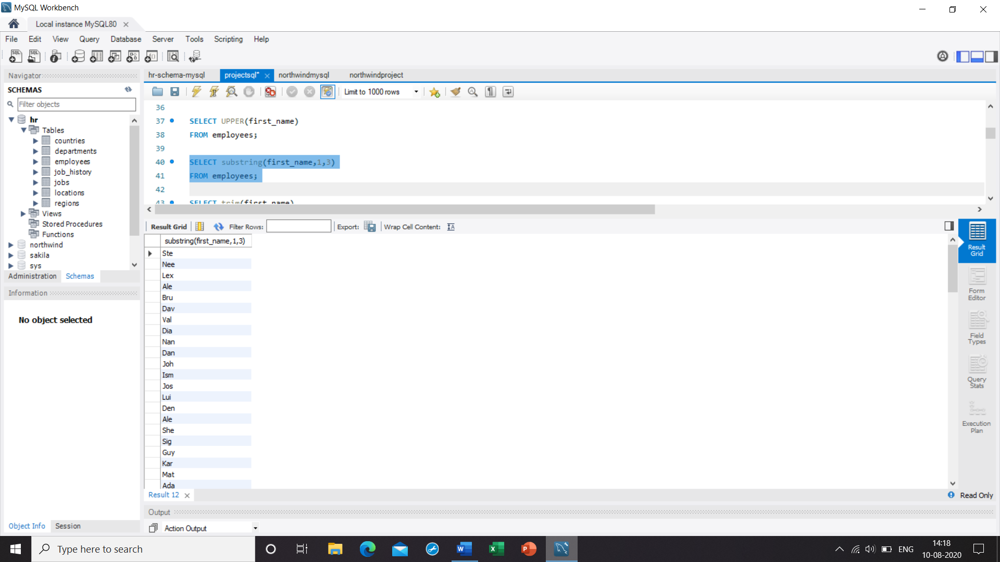 MySQL Workbench
Local instance MySQL80
File Edit View Query Database Server Tools Scripting Help
Navigator
SCHEMAS
Filter objects
hr
Tables
countries
departments
employees
job_history
jobs
locations
regions
Views
Stored Procedures
Functions
northwind
sakila
sys
Administration Schemas
Information
No object selected
Object Info Session
hr-schema-mysql projectsql* northwindmysql northwindproject
Limit to 1000 rows
36
37 SELECT UPPER(first_name)
38 FROM employees;
39
40 SELECT substring(first_name,1,3)
41 FROM employees;
42
43 SELECT trim(first_name)
Result Grid Filter Rows: Export: Wrap Cell Content: IA
substring(first_name,1,3)
Ste
Nee
Lex
Ale
Bru
Dav
Val
Dia
Nan
Dan
Joh
Ism
Jos
Lui
Den
Ale
She
Sig
Guy
Kar
Mat
Ada
Result
Grid
Form
Editor
Field
Types
Query
Stats
Execution
Plan
Result 12
Read Only
Output
Action Output
Type here to search
ENG
14:18
10-08-2020